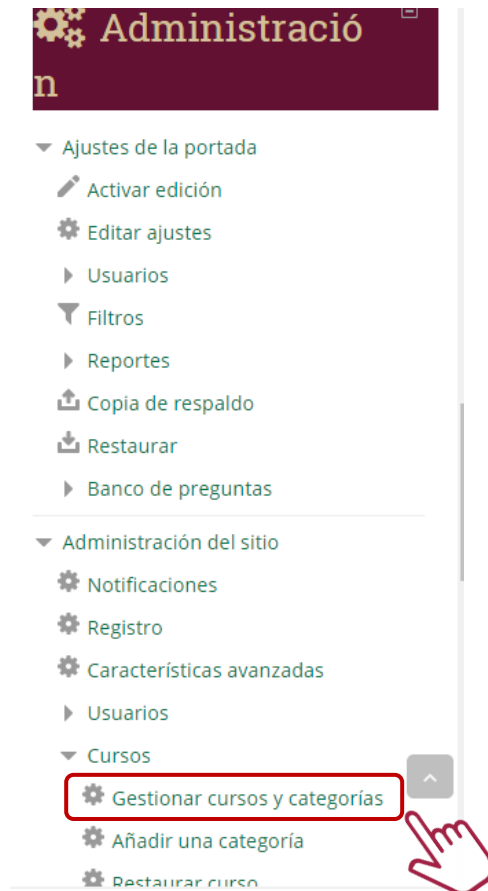 Administració
n
Ajustes de la portada
Activar edición
Editar ajustes
Usuarios
Filtros
Reportes
Copia de respaldo
Restaurar
Banco de preguntas
Administración del sitio
Notificaciones
Registro
Características avanzadas
Usuarios
Cursos
Gestionar cursos y categorías
Añadir una categoría
Restaurar curso